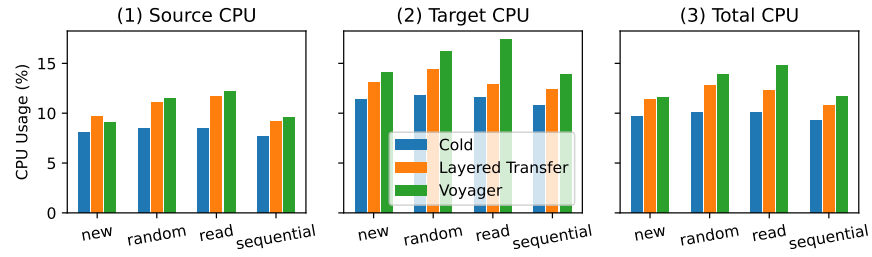 (1) Source CPU
(2) Target CPU
(3) Total CPU
CPU Usage (%)
15
10
5
0
new
random
read
sequential
Cold
Layered Transfer
Voyager
new
random
read
sequential
new
random
read
sequential